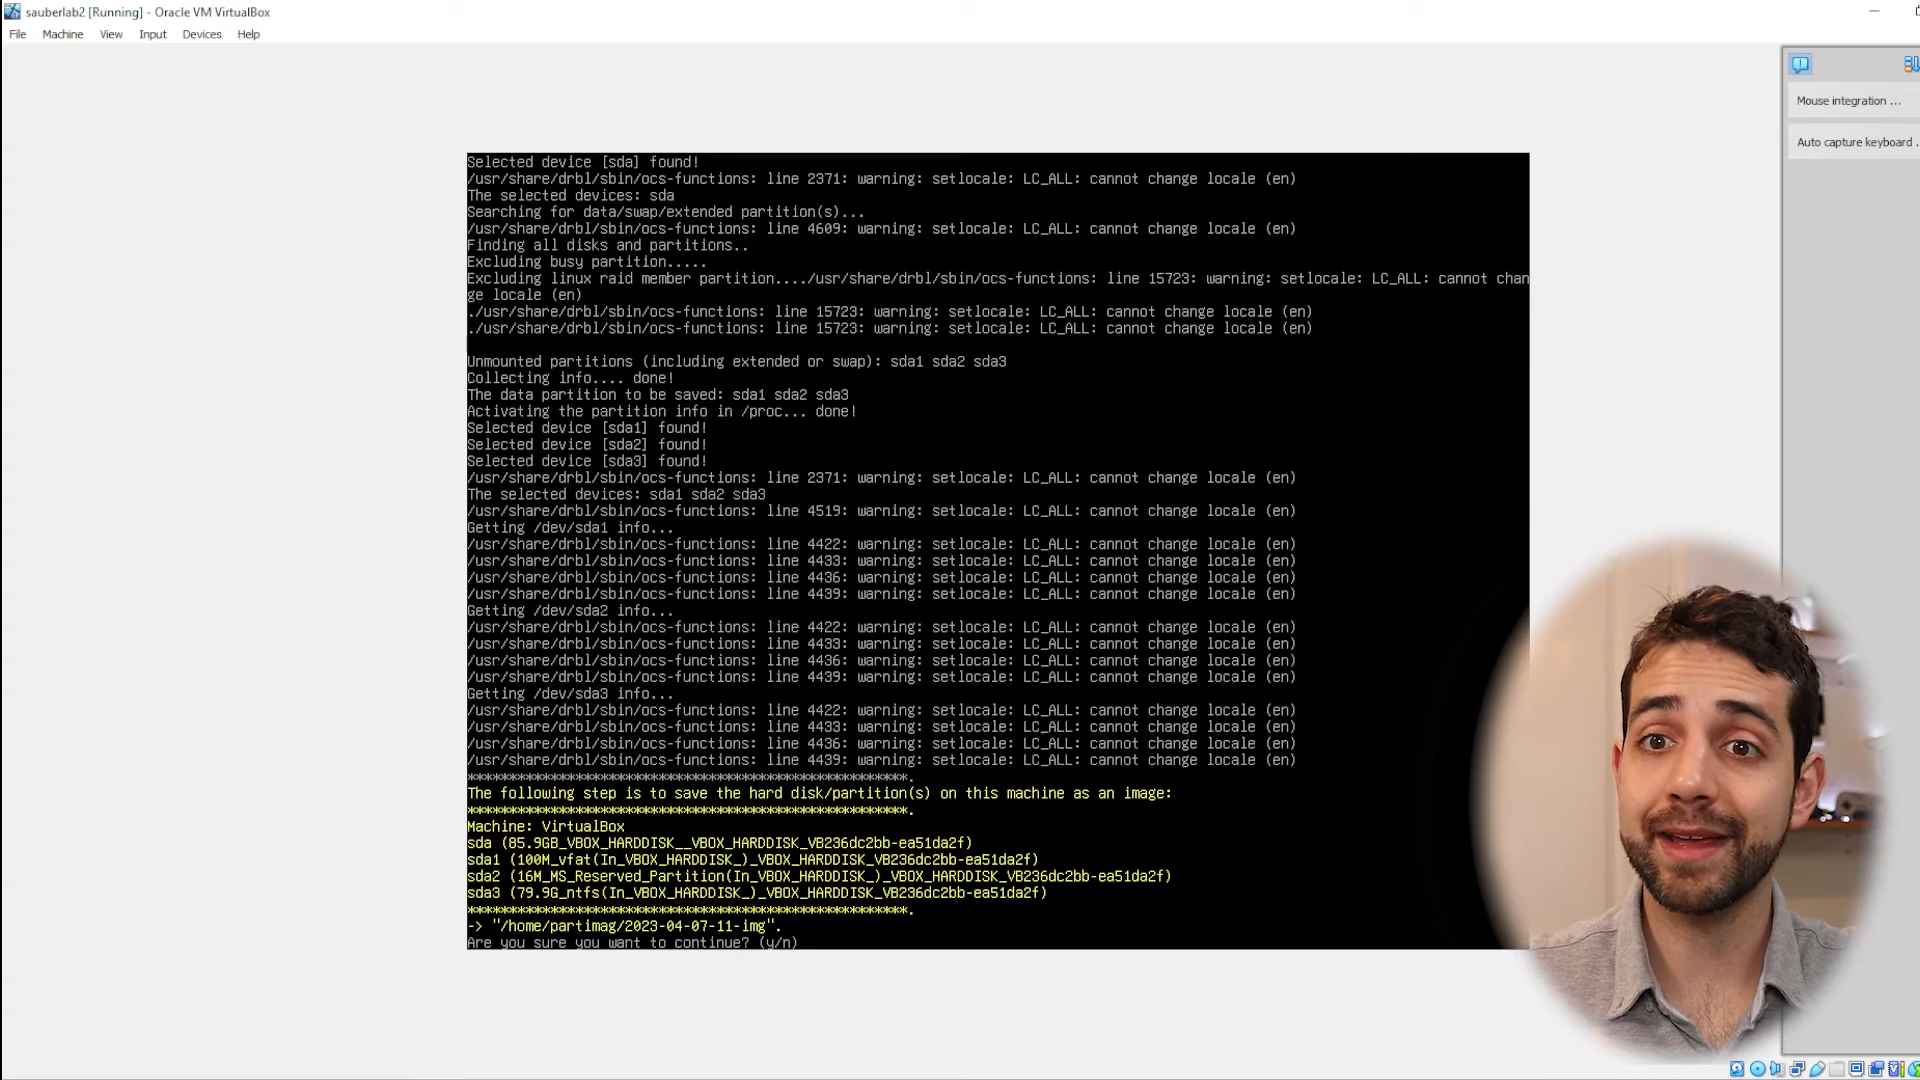 sauberlab2 [Running] - Oracle VM VirtualBox
File Machine View Input Devices Help
Mouse integration ...
Auto capture keyboard .
Selected device [sda] found!
/usr/share/drbl/sbin/ocs-functions: line 2371: warning: setlocale: LC_ALL: cannot change locale (en)
The selected devices: sda
Searching for data/swap/extended partition(s)...
/usr/share/drbl/sbin/ocs-functions: line 4609: warning: setlocale: LC_ALL: cannot change locale (en)
Finding all disks and partitions..
Excluding busy partition.....
Excluding linux raid member partition..../usr/share/drbl/sbin/ocs-functions: line 15723: warning: setlocale: LC_ALL: cannot chan
ge locale (en)
./usr/share/drbl/sbin/ocs-functions: line 15723: warning: setlocale: LC_ALL: cannot change locale (en)
./usr/share/drbl/sbin/ocs-functions: line 15723: warning: setlocale: LC_ALL: cannot change locale (en)
Unmounted partitions (including extended or swap): sda1 sda2 sda3
Collecting info.... done!
The data partition to be saved: sda1 sda2 sda3
Activating the partition info in /proc... done!
Selected device [sda1] found!
Selected device [sda2] found!
Selected device [sda3] found!
/usr/share/drbl/sbin/ocs-functions: line 2371: warning: setlocale: LC_ALL: cannot change locale (en)
The selected devices: sda1 sda2 sda3
/usr/share/drbl/sbin/ocs-functions: line 4519: warning: setlocale: LC_ALL: cannot change locale (en)
Getting /dev/sda1 info...
/usr/share/drbl/sbin/ocs-functions: line 4422: warning: setlocale: LC_ALL: cannot change locale (en)
/usr/share/drbl/sbin/ocs-functions: line 4433: warning: setlocale: LC_ALL: cannot change locale (en)
/usr/share/drbl/sbin/ocs-functions: line 4436: warning: setlocale: LC_ALL: cannot change locale (en)
/usr/share/drbl/sbin/ocs-functions: line 4439: warning: setlocale: LC_ALL: cannot change locale (en)
Getting /dev/sda2 info...
/usr/share/drbl/sbin/ocs-functions: line 4422: warning: setlocale: LC_ALL: cannot change locale (en)
/usr/share/drbl/sbin/ocs-functions: line 4433: warning: setlocale: LC_ALL: cannot change locale (en)
/usr/share/drbl/sbin/ocs-functions: line 4436: warning: setlocale: LC_ALL: cannot change locale (en)
/usr/share/drbl/sbin/ocs-functions: line 4439: warning: setlocale: LC_ALL: cannot change locale (en)
Getting /dev/sda3 info...
/usr/share/drbl/sbin/ocs-functions: line 4422: warning: setlocale: LC_ALL: cannot change locale (en)
/usr/share/drbl/sbin/ocs-functions: line 4433: warning: setlocale: LC_ALL: cannot change locale (en)
/usr/share/drbl/sbin/ocs-functions: line 4436: warning: setlocale: LC_ALL: cannot change locale (en)
/usr/share/drbl/sbin/ocs-functions: line 4439: warning: setlocale: LC_ALL: cannot change locale (en)
*****************************************************.
The following step is to save the hard disk/partition(s) on this machine as an image:
*****************************************************.
Machine: VirtualBox
sda (85.9GB_VBOX_HARDDISK__VBOX_HARDDISK_VB236dc2bb-ea51da2f)
sda1 (100M_vfat(In_VBOX_HARDDISK_)_VBOX_HARDDISK_VB236dc2bb-ea51da2f)
sda2 (16M_MS_Reserved_Partition(In_VBOX_HARDDISK_)_VBOX_HARDDISK_VB236dc2bb-ea51da2f)
sda3 (79.9G_ntfs(In_VBOX_HARDDISK_)_VBOX_HARDDISK_VB236dc2bb-ea51da2f)
*****************************************************.
-> "/home/partimag/2023-04-07-11-img".
Are you sure you want to continue? (y/n)